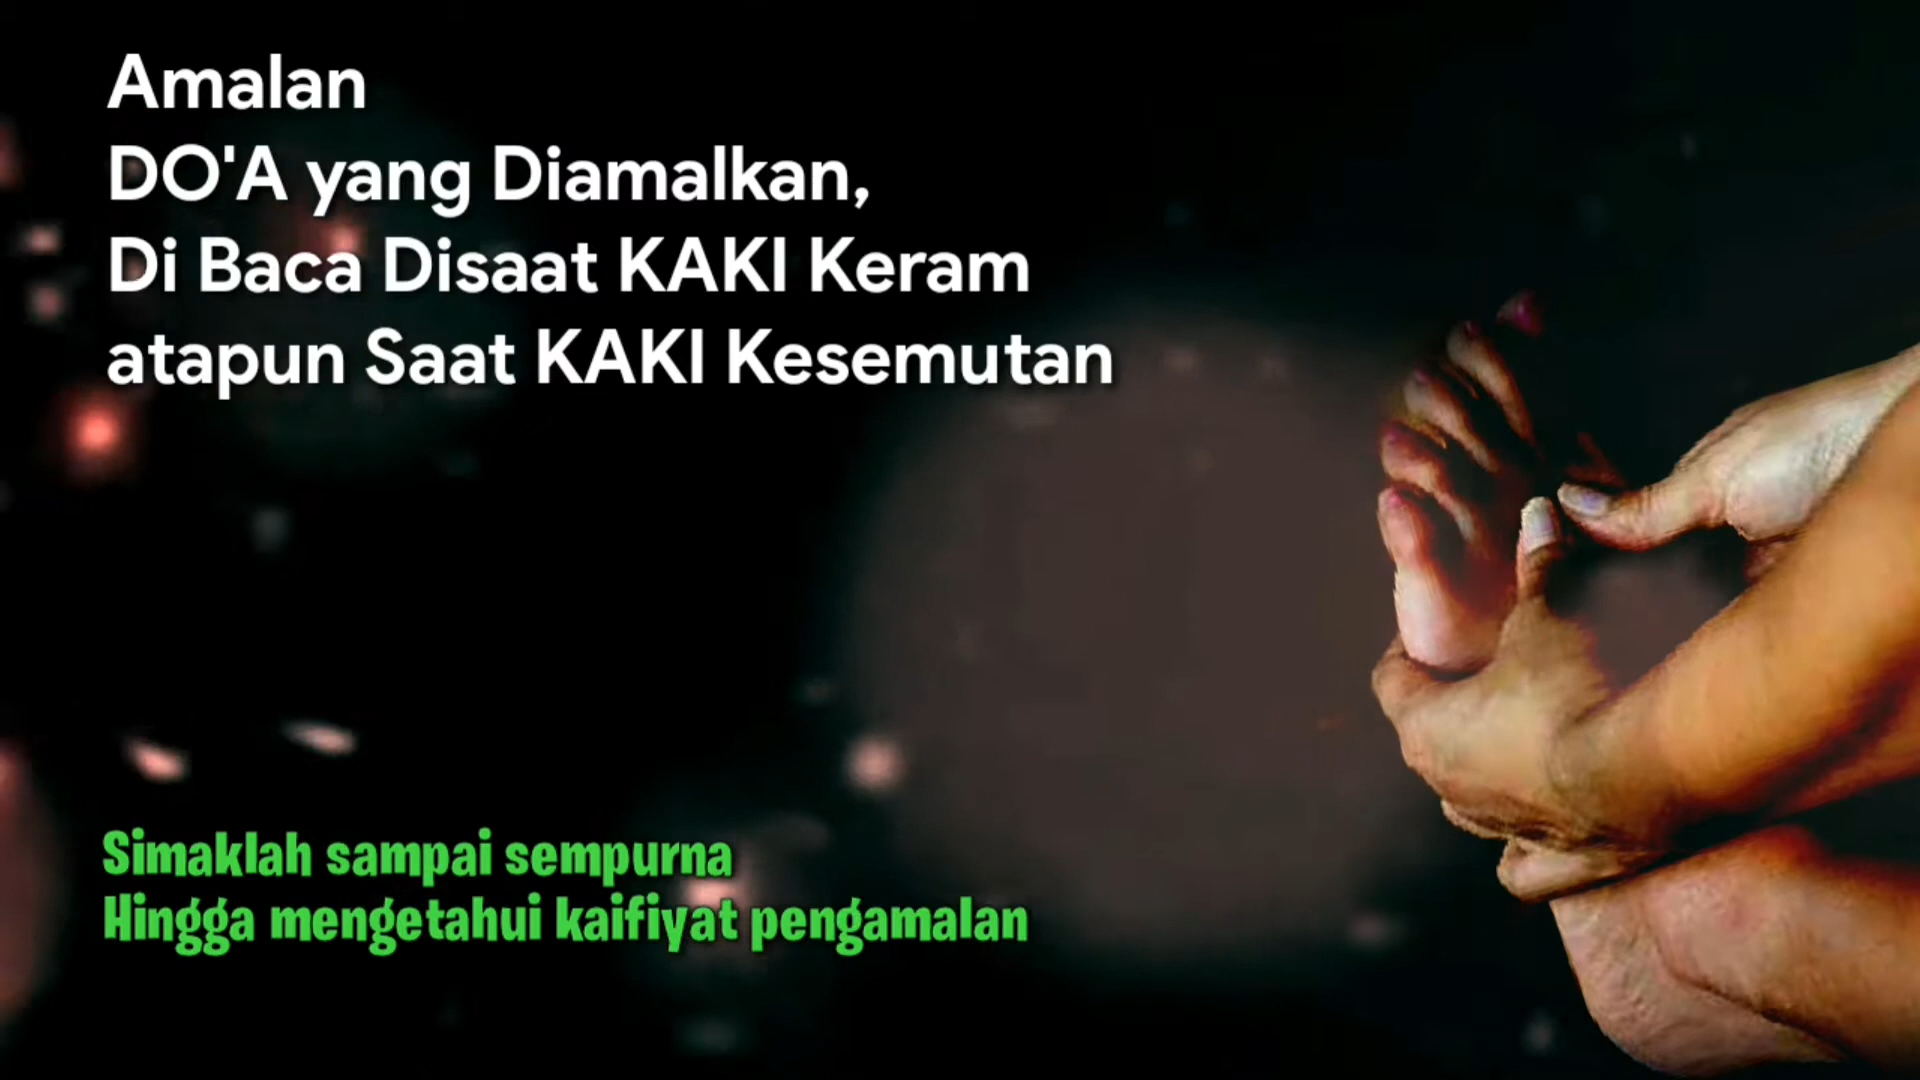 Amalan
DO'A yang Diamalkan,
Di Baca Disaat KAKI Keram
atapun Saat KAKI Kesemutan
Simaklah sampai sempurna
Hingga mengetahui kaifiyat pengamalan